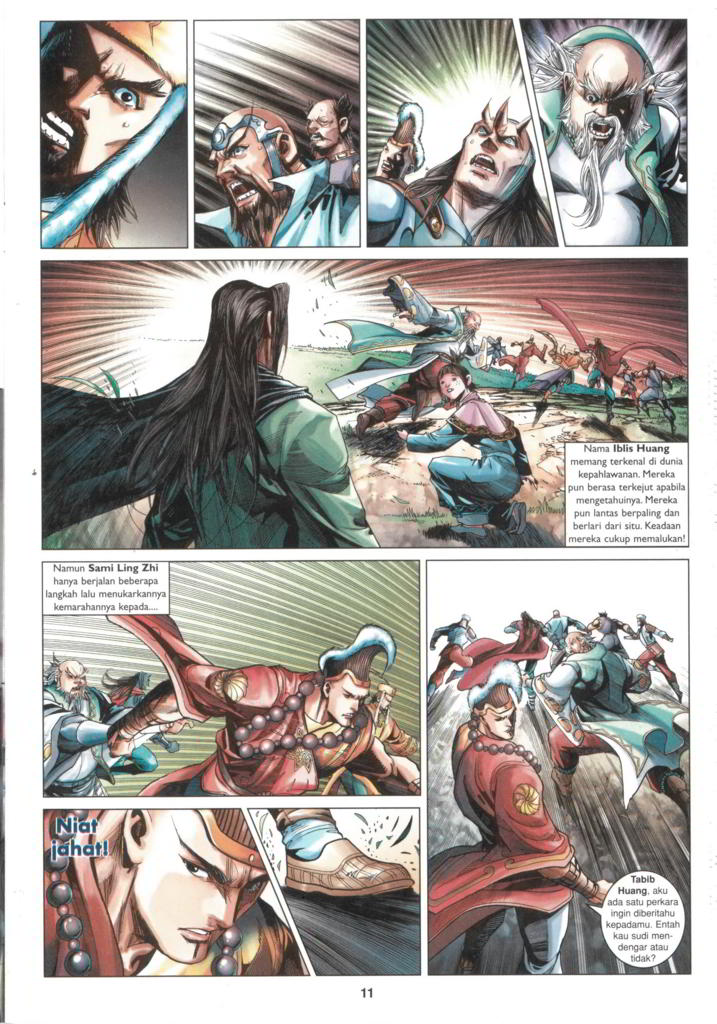 Nama Iblis Huang
memang terkenal di dunia
kepahlawanan. Mereka
pun berasa terkejut apabila
mengetahuinya. Mereka
pun lantas berpaling dan
berlari dari situ. Keadaan
mereka cukup memalukan!
Namun Sami Ling Zhi
hanya berjalan beberapa
langkah lalu menukarkannya
kemarahannya kepada....
Niat
jahat!
Tabib
Huang, aku
ada satu perkara
ingin diberitahu
kepadamu. Entah
kau sudi men-
dengar atau
tidak?
11